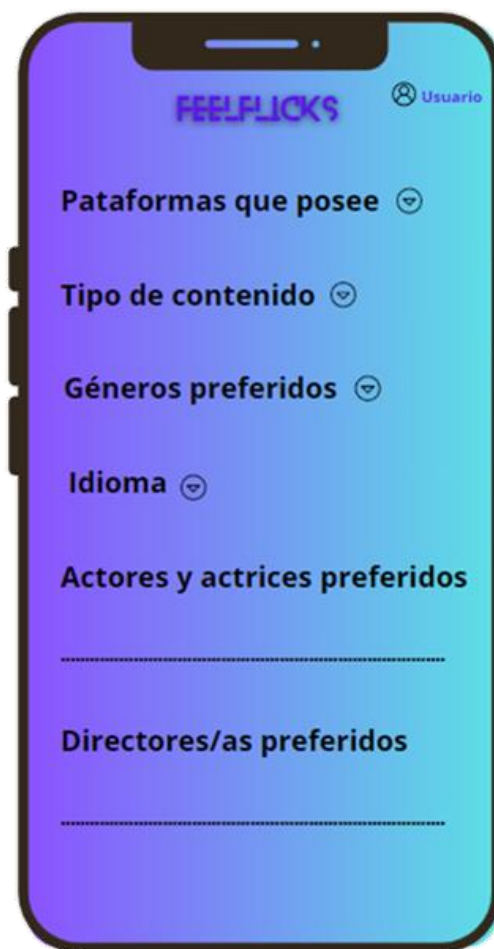 FEELFLICKS
Usuario
Pataformas que posee
Tipo de contenido
Géneros preferidos
Idioma
Actores y actrices preferidos
Directores/as preferidos